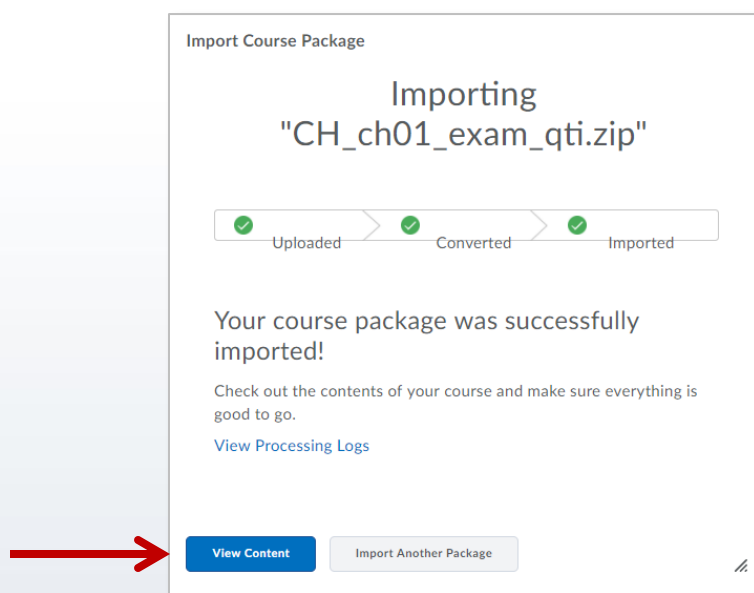 Import Course Package
Importing
"CH_ch01_exam_qti.zip"
Uploaded
Converted
Imported
Your course package was successfully
imported!
Check out the contents of your course and make sure everything is
good to go.
View Processing Logs
View Content
Import Another Package